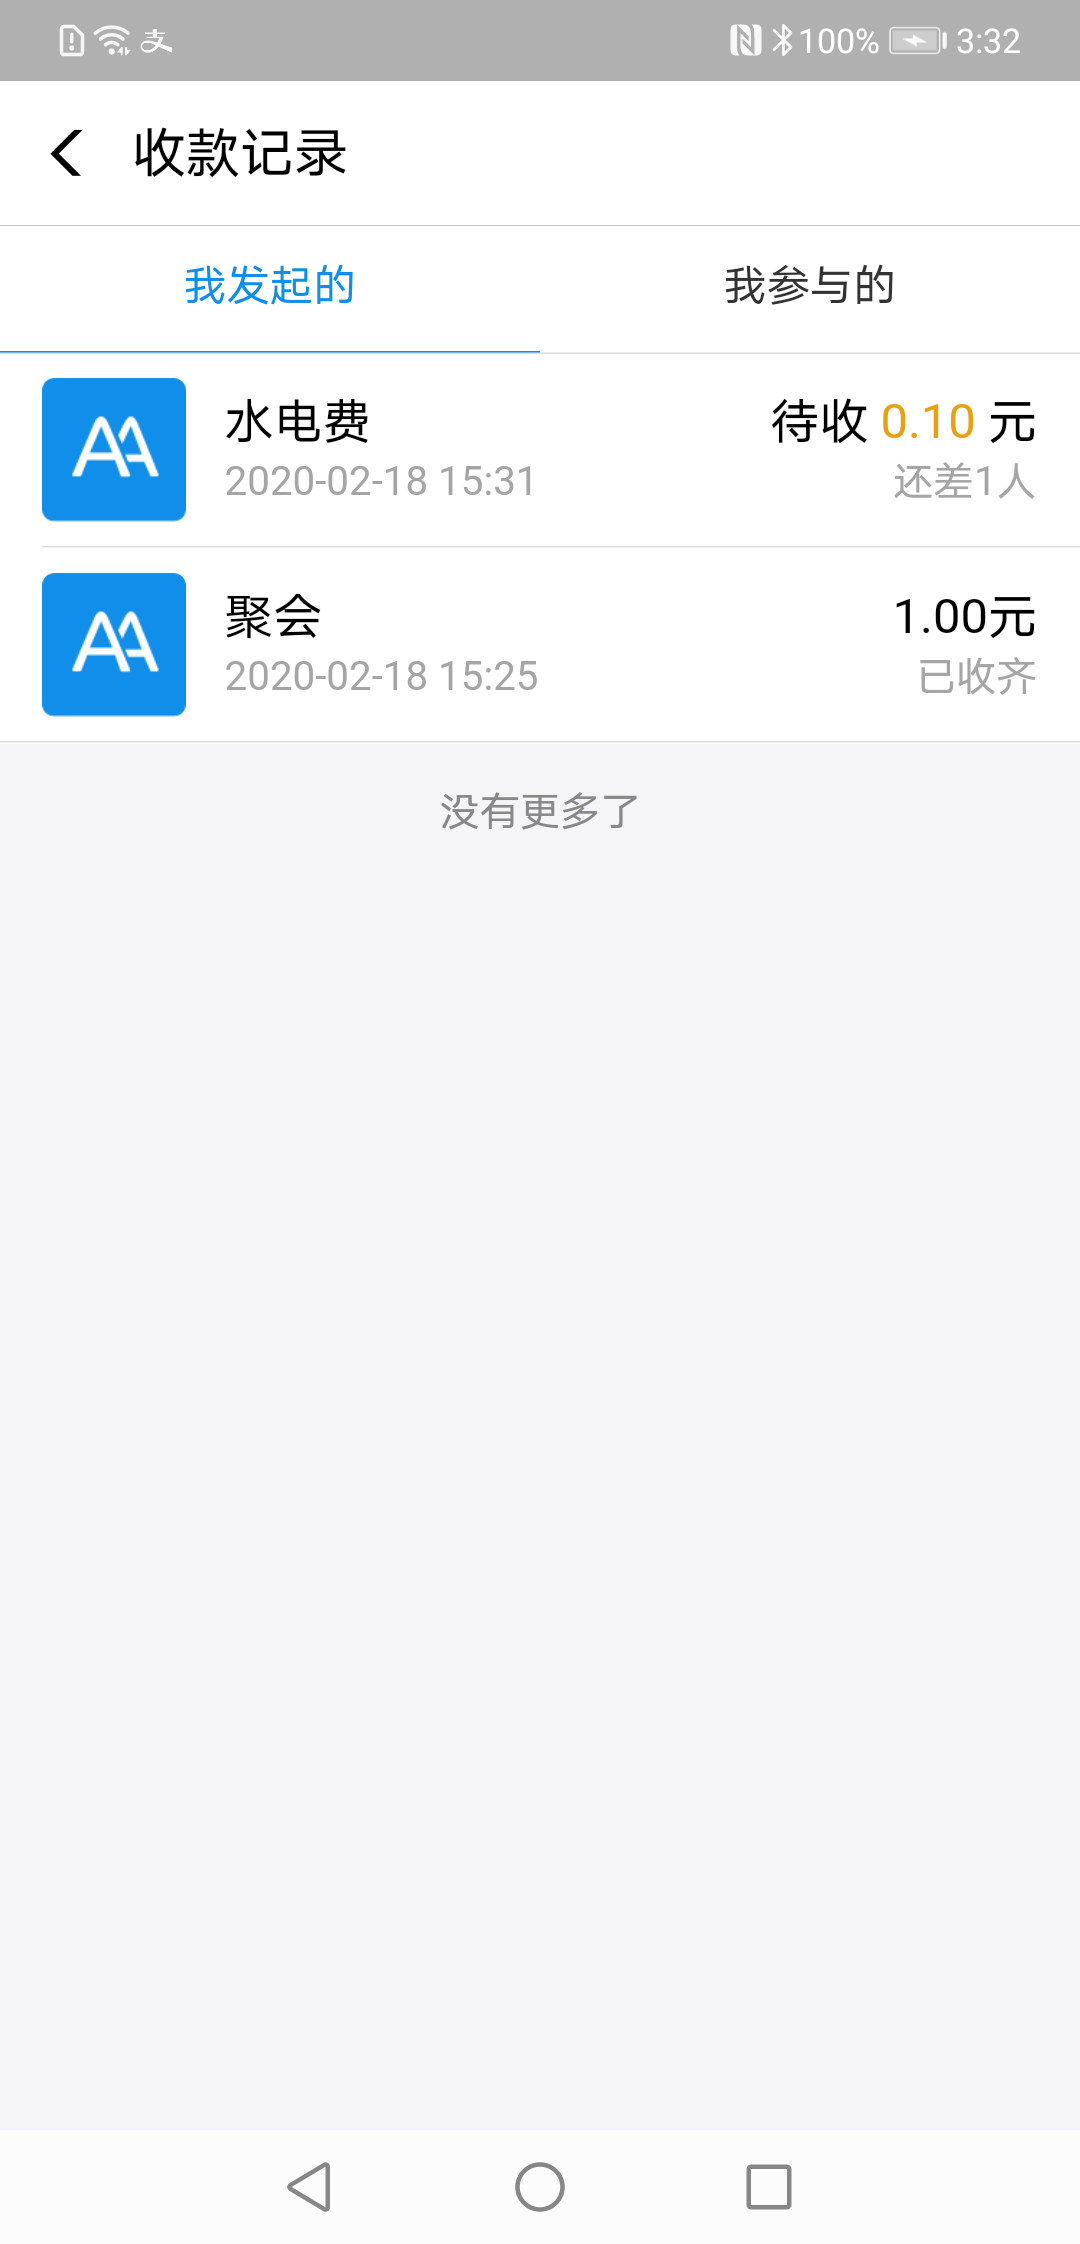 支 100% 3:32
收款记录
我发起的 我参与的
AA 水电费 待收 0.10 元
2020-02-18 15:31 还差1人
AA 聚会 1.00元
2020-02-18 15:25 已收齐
没有更多了